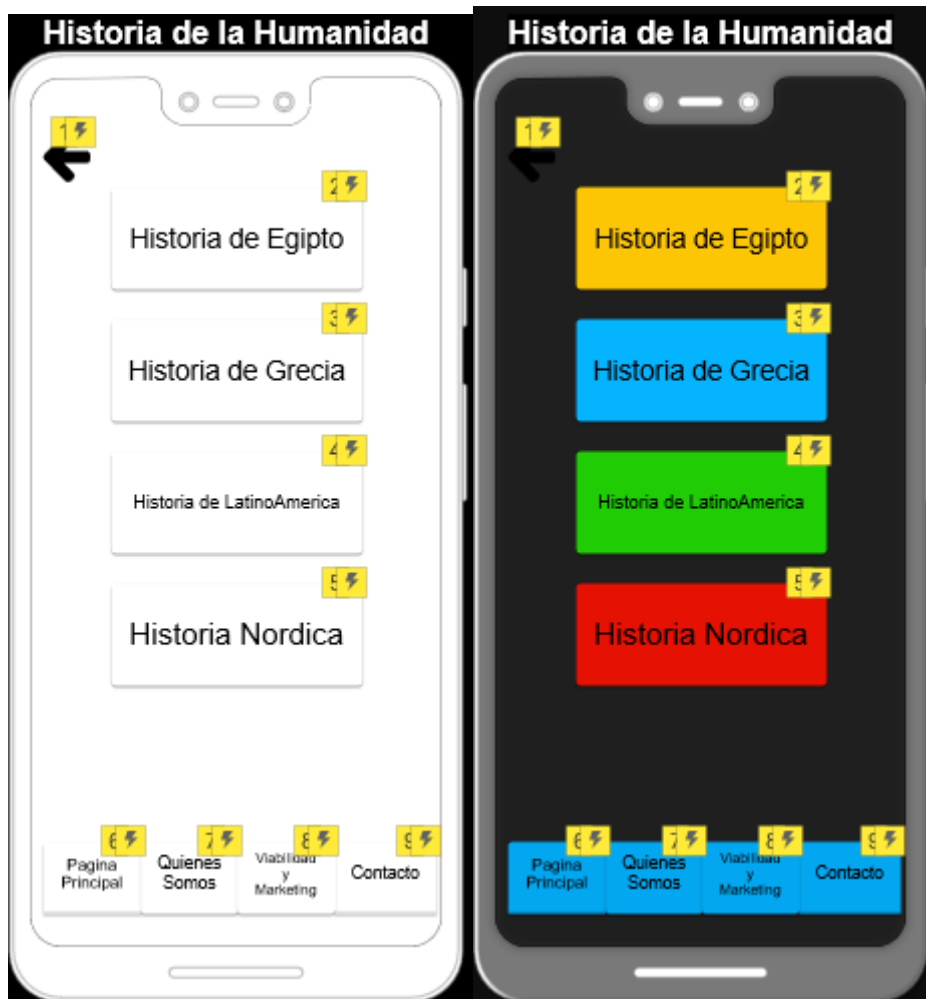 Historia de la Humanidad
1
2
Historia de Egipto
3
Historia de Grecia
4
Historia de LatinoAmerica
5
Historia Nordica
6
7
8
9
Pagina
Principal
Quienes
Somos
Viabilidad
y
Marketing
Contacto
Historia de la Humanidad
1
2
Historia de Egipto
3
Historia de Grecia
4
Historia de LatinoAmerica
5
Historia Nordica
6
7
8
9
Pagina
Principal
Quienes
Somos
Viabilidad
y
Marketing
Contacto